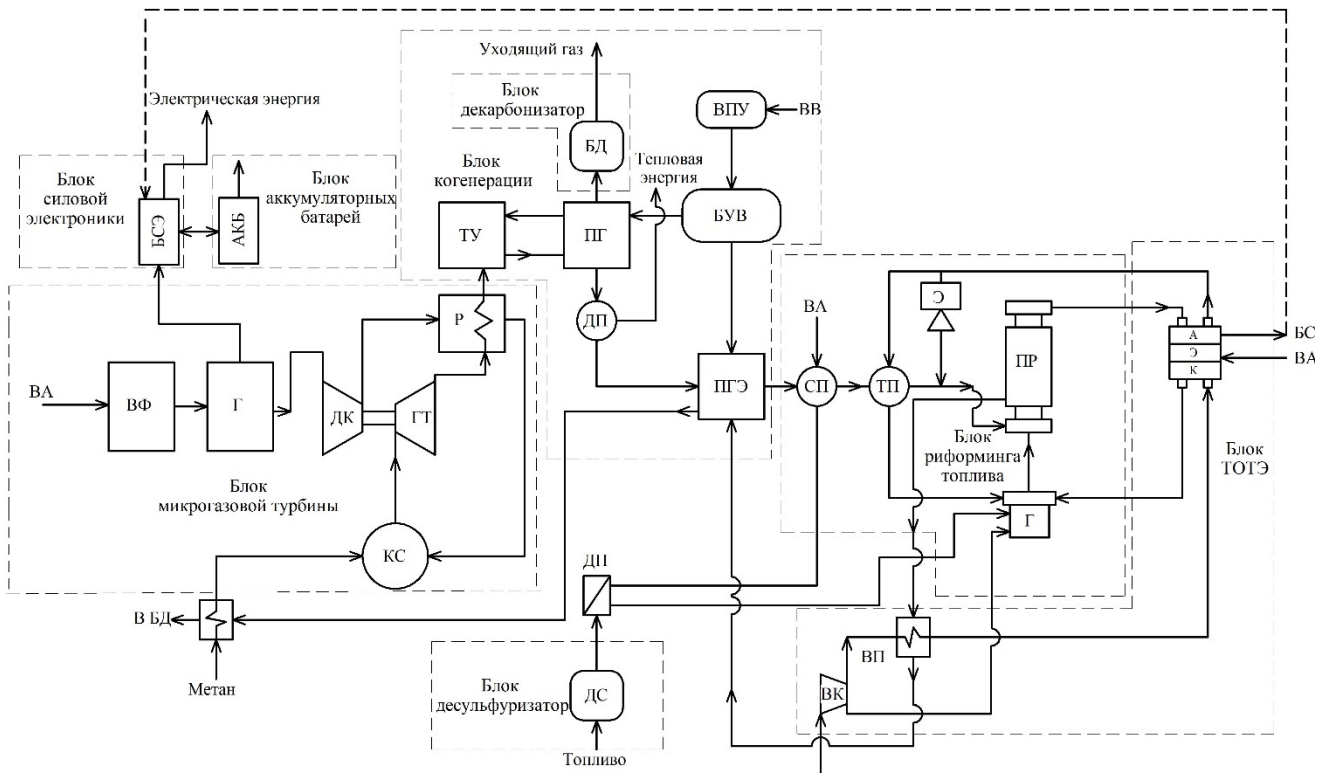 Уходящий газ
Электрическая энергия
Блок
декарбонизатор
ВПУ
ВВ
БД
Тепловая
энергия
Блок
силовой
электроники
БСЭ
АКБ
Блок
аккумуляторных
батарей
Блок
когенерации
ТУ
ПГ
БУВ
ДП
Р
ВА
ВФ
Г
ДК
ГТ
Блок
микрогазовой турбины
КС
ПГЭ
ВА
СП
ТП
Э
ПР
Блок
риформинга
топлива
Г
А
Э
К
БС
ВА
Блок
ТОТЭ
В БД
Метан
ДП
Блок
десульфуризатор
ДС
Топливо
ВП
ВК